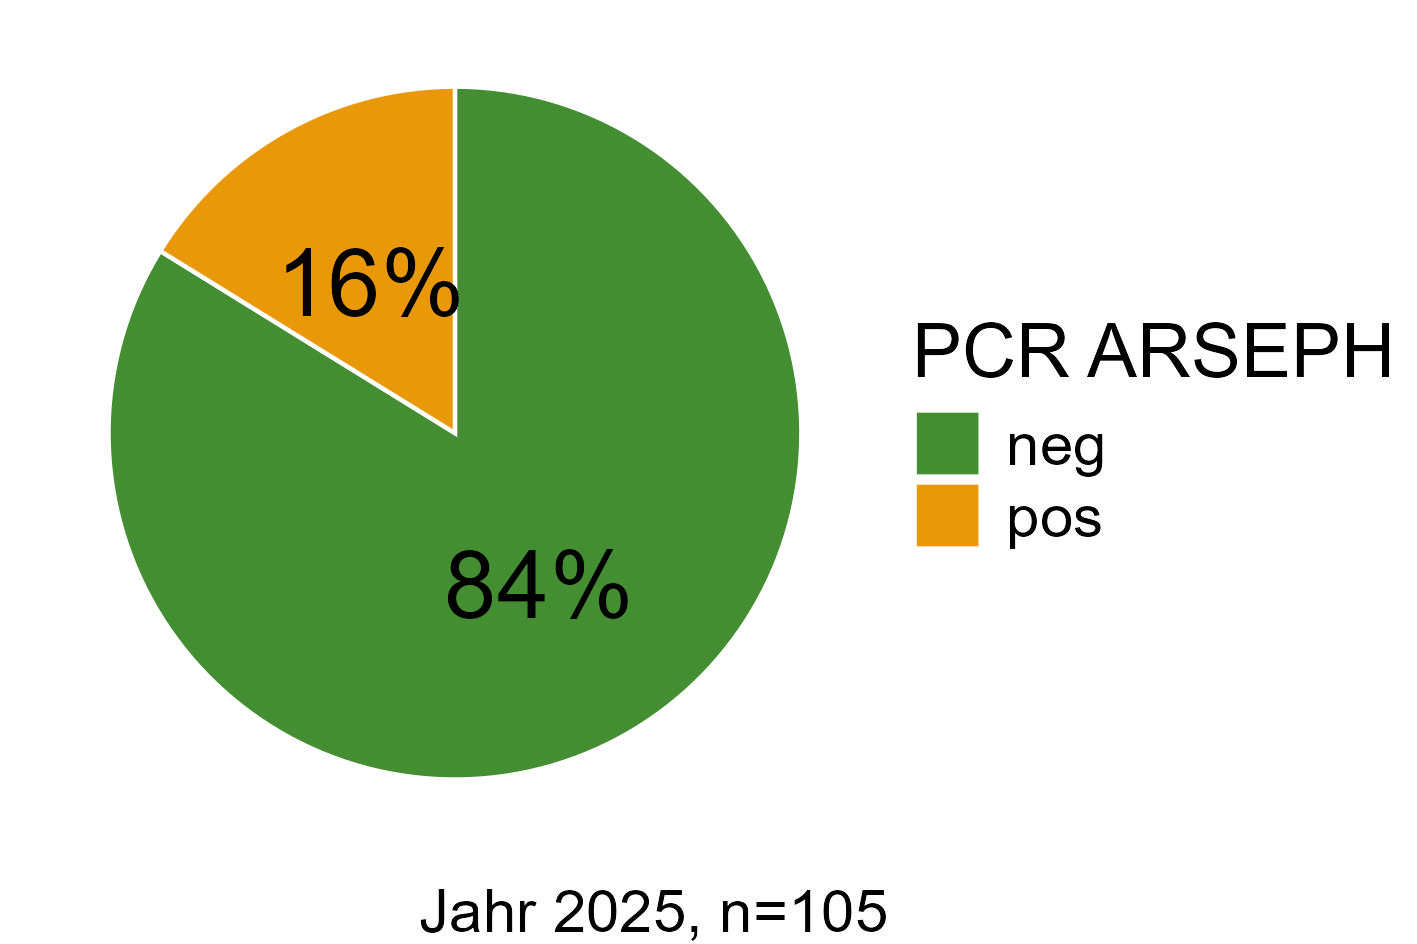 16%
84%
PCR ARSEPH
neg
pos
Jahr 2025, n=105